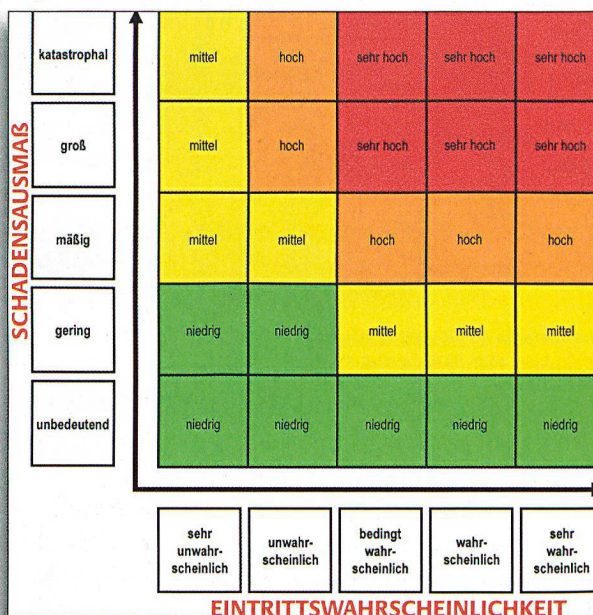 SCHADENSAUSMAß
katastrophal mittel hoch sehr hoch sehr hoch sehr hoch
groß mittel hoch sehr hoch sehr hoch sehr hoch
mäßig mittel mittel hoch hoch hoch
gering niedrig niedrig mittel mittel mittel
unbedeutend niedrig niedrig niedrig niedrig niedrig
sehr
unwahr-
scheinlich
unwahr-
scheinlich
bedingt
wahr-
scheinlich
wahr-
scheinlich
sehr
wahr-
scheinlich
EINTRITTSWAHRSCHEINLICHKEIT